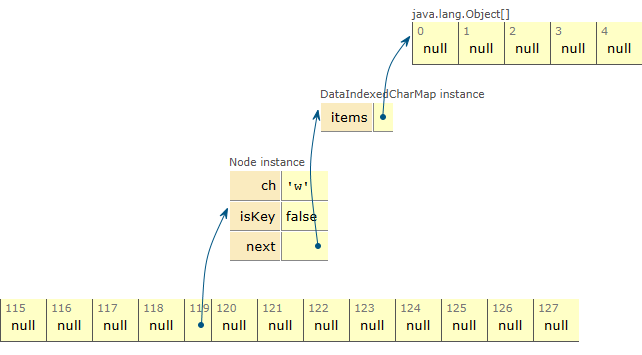 java.lang.Object[]
0 1 2 3 4
null null null null null
DataIndexedCharMap instance
items
Node instance
ch 'w'
isKey false
next
115 116 117 118 119 120 121 122 123 124 125 126 127
null null null null null null null null null null null null